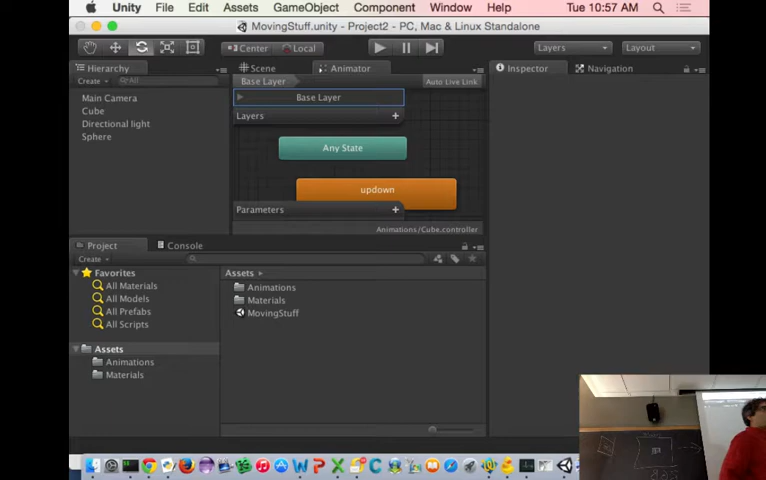 Unity File Edit Assets GameObject Component Window Help Tue 10:57 AM
MovingStuff.unity - Project2 - PC, Mac & Linux Standalone
Center Local Layers Layout
Hierarchy
Create All
Main Camera
Cube
Directional light
Sphere
Scene Animator
Base Layer Auto Live Link
Base Layer
Layers +
Any State
updown
Parameters +
Animations/Cube.controller
Inspector Navigation
Project Console
Create
Favorites
All Materials
All Models
All Prefabs
All Scripts
Assets
Animations
Materials
Assets
Animations
Materials
MovingStuff